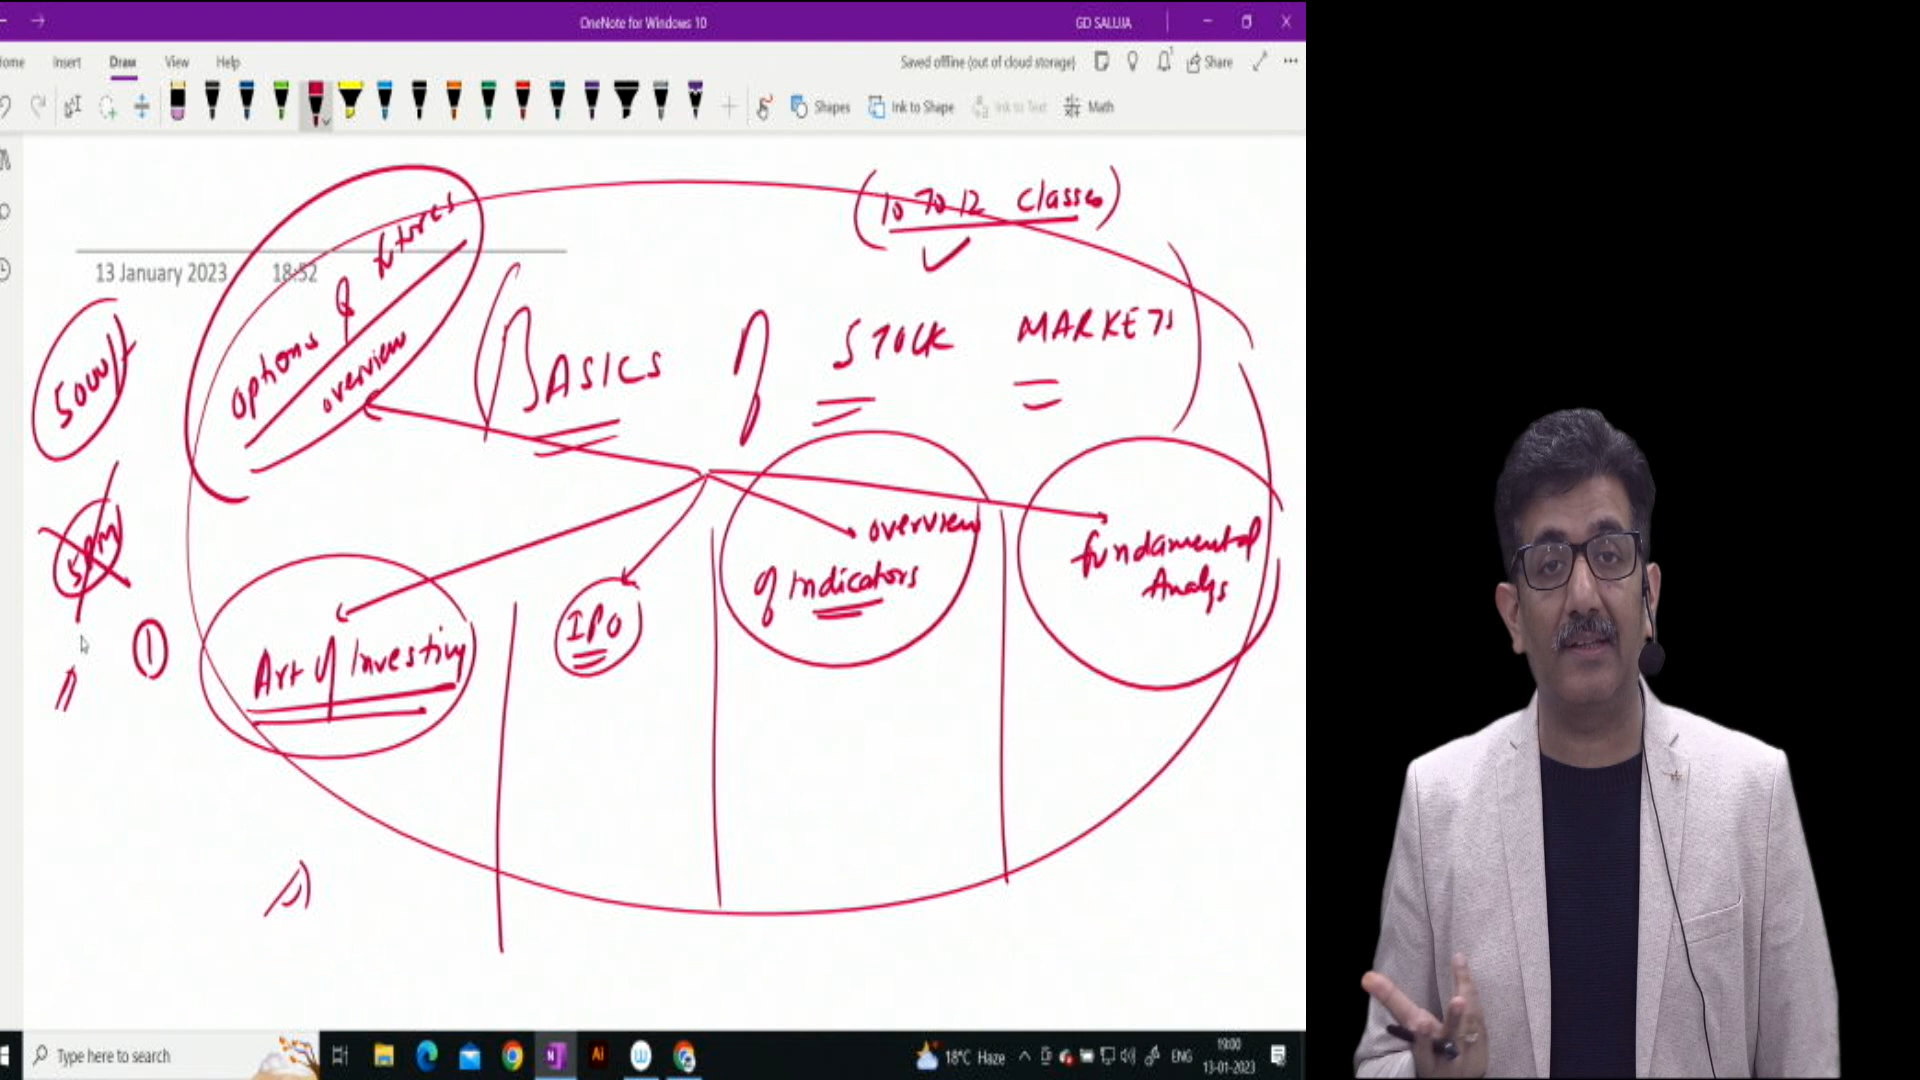 OneNote for Windows 10
GD SALUJA
Insert
Draw
View
Help
Saved offline (out of cloud storage)
Share
Shapes
Ink to Shape
Ink to Text
Math
(10 TO 12 Classes)
13 January 2023 18:52
options &
overview
BASICS of STOCK MARKETS
5000/-
5PM
overview
of Indicators
fundamental
Analys
IPO
1
Art of Investing
Type here to search
18°C Haze
ENG
19:00
13-01-2023